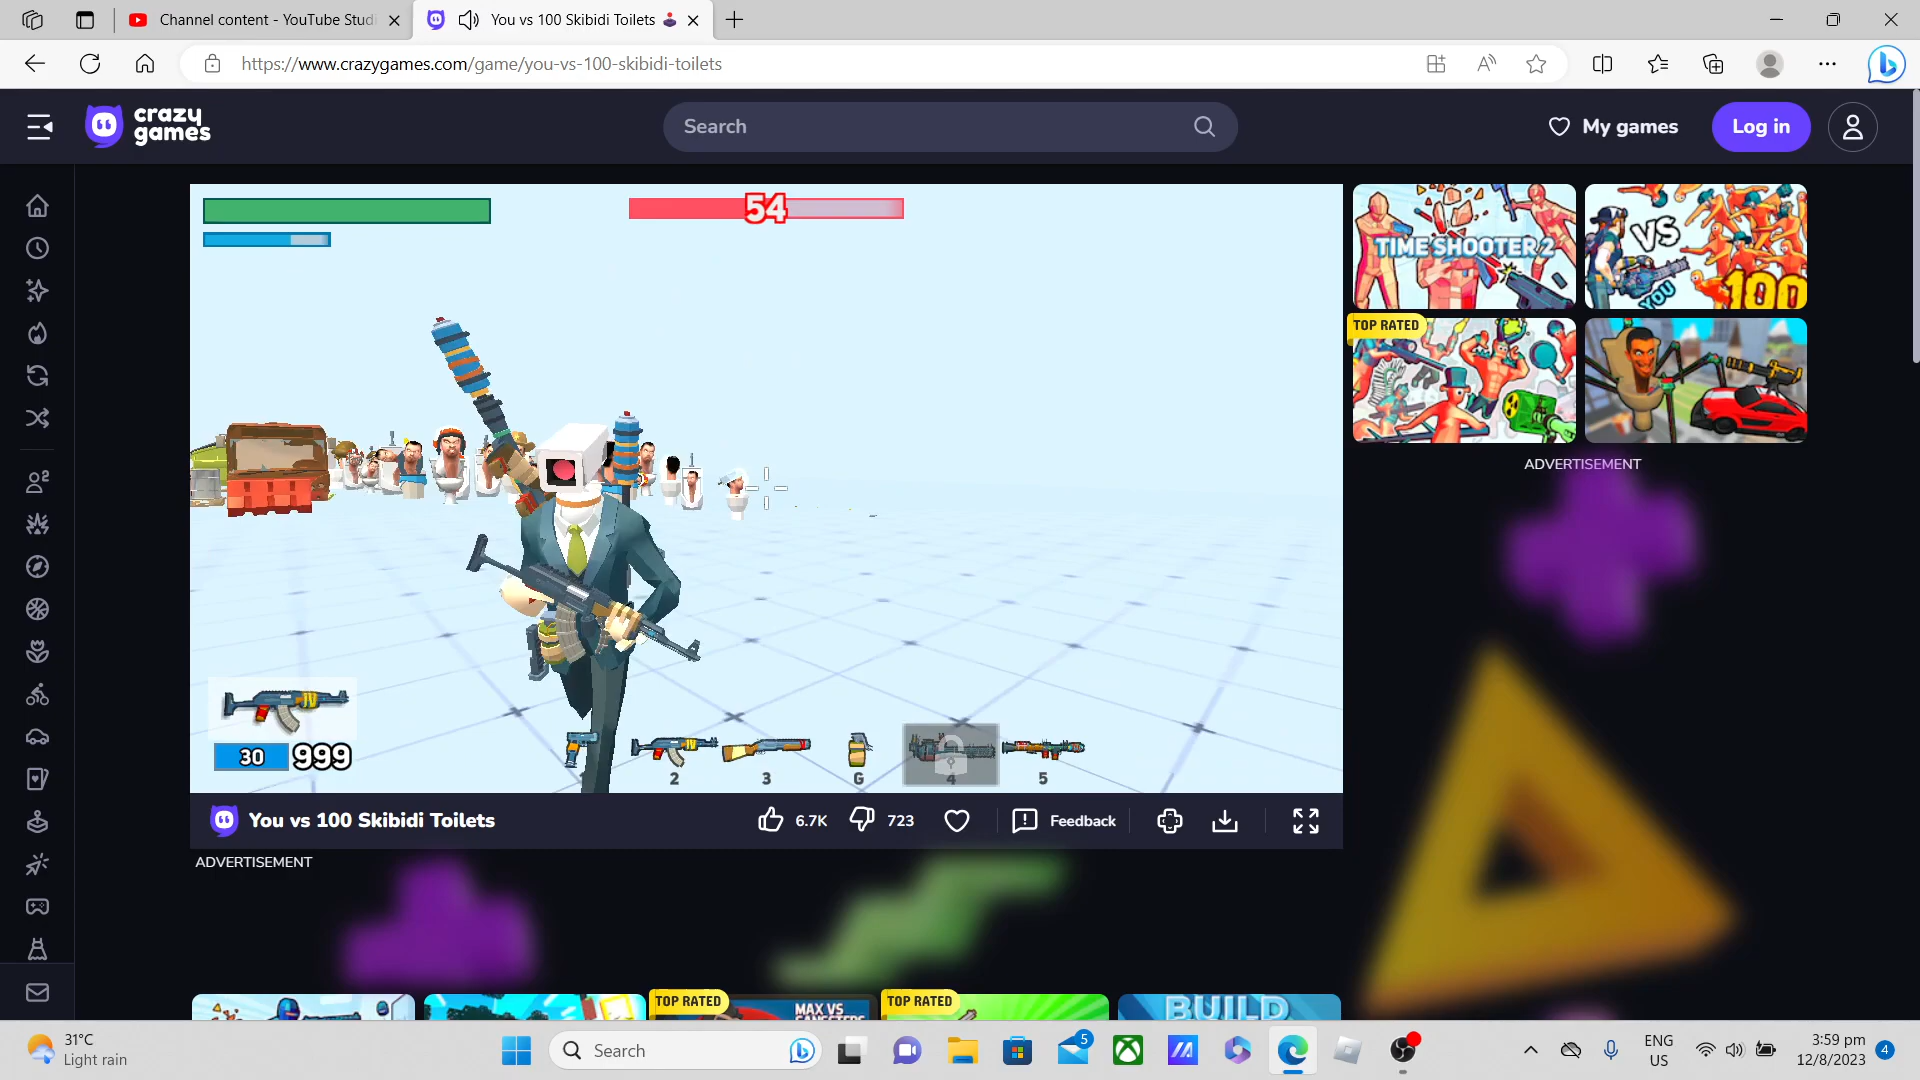 Channel content - YouTube Studi
You vs 100 Skibidi Toilets
https://www.crazygames.com/game/you-vs-100-skibidi-toilets
crazy
games
Search
My games
Log in
54
TIME SHOOTER 2
VS
YOU
100
TOP RATED
ADVERTISEMENT
30 999
2
3
G
4
5
You vs 100 Skibidi Toilets
6.7K
723
Feedback
ADVERTISEMENT
TOP RATED
MAX VS
GANGSTERS
TOP RATED
BUILD
31°C
Light rain
Search
5
ENG
US
3:59 pm
12/8/2023
4